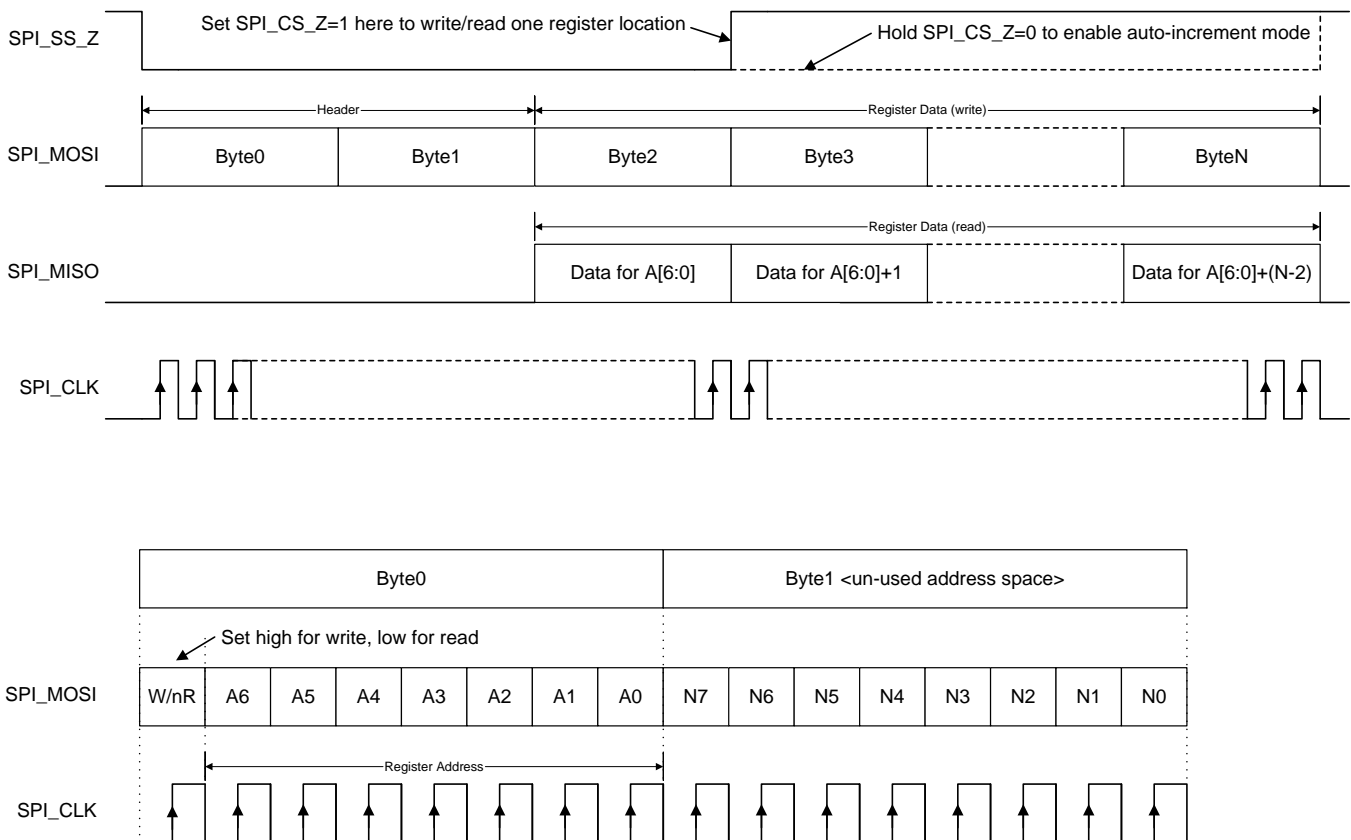 Set SPI_CS_Z=1 here to write/read one register location
Hold SPI_CS_Z=0 to enable auto-increment mode
SPI_SS_Z
Header
Register Data (write)
SPI_MOSI
Byte0
Byte1
Byte2
Byte3
ByteN
Register Data (read)
SPI_MISO
Data for A[6:0]
Data for A[6:0]+1
Data for A[6:0]+(N-2)
SPI_CLK
Byte0
Byte1 <un-used address space>
Set high for write, low for read
SPI_MOSI
W/nR
A6
A5
A4
A3
A2
A1
A0
N7
N6
N5
N4
N3
N2
N1
N0
Register Address
SPI_CLK